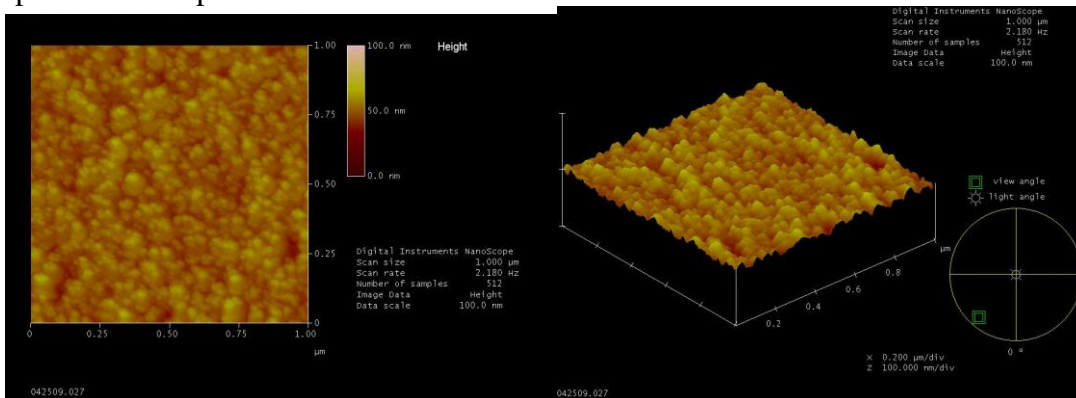 1.00
0.75
0.50
0.25
0
0
0.25
0.50
0.75
1.00
µm
100.0 nm
50.0 nm
0.0 nm
Height
Digital Instruments NanoScope
Scan size 1.000 µm
Scan rate 2.180 Hz
Number of samples 512
Image Data Height
Data scale 100.0 nm
042509.027
Digital Instruments NanoScope
Scan size 1.000 µm
Scan rate 2.180 Hz
Number of samples 512
Image Data Height
Data scale 100.0 nm
view angle
light angle
µm
0.8
0.6
0.4
0.2
0 °
X 0.200 µm/div
Z 100.000 nm/div
042509.027